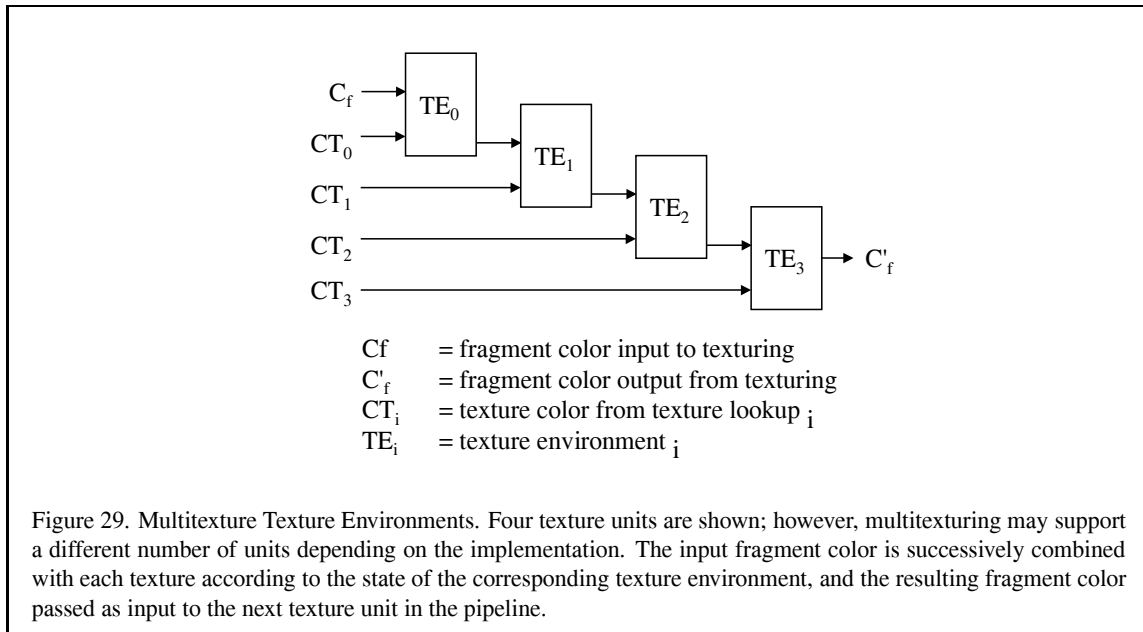 C_f
TE_0
CT_0
TE_1
CT_1
TE_2
CT_2
TE_3
C'_f
CT_3
Cf = fragment color input to texturing
C'_f = fragment color output from texturing
CT_i = texture color from texture lookup i
TE_i = texture environment i
Figure 29. Multitexture Texture Environments. Four texture units are shown; however, multitexturing may support
a different number of units depending on the implementation. The input fragment color is successively combined
with each texture according to the state of the corresponding texture environment, and the resulting fragment color
passed as input to the next texture unit in the pipeline.